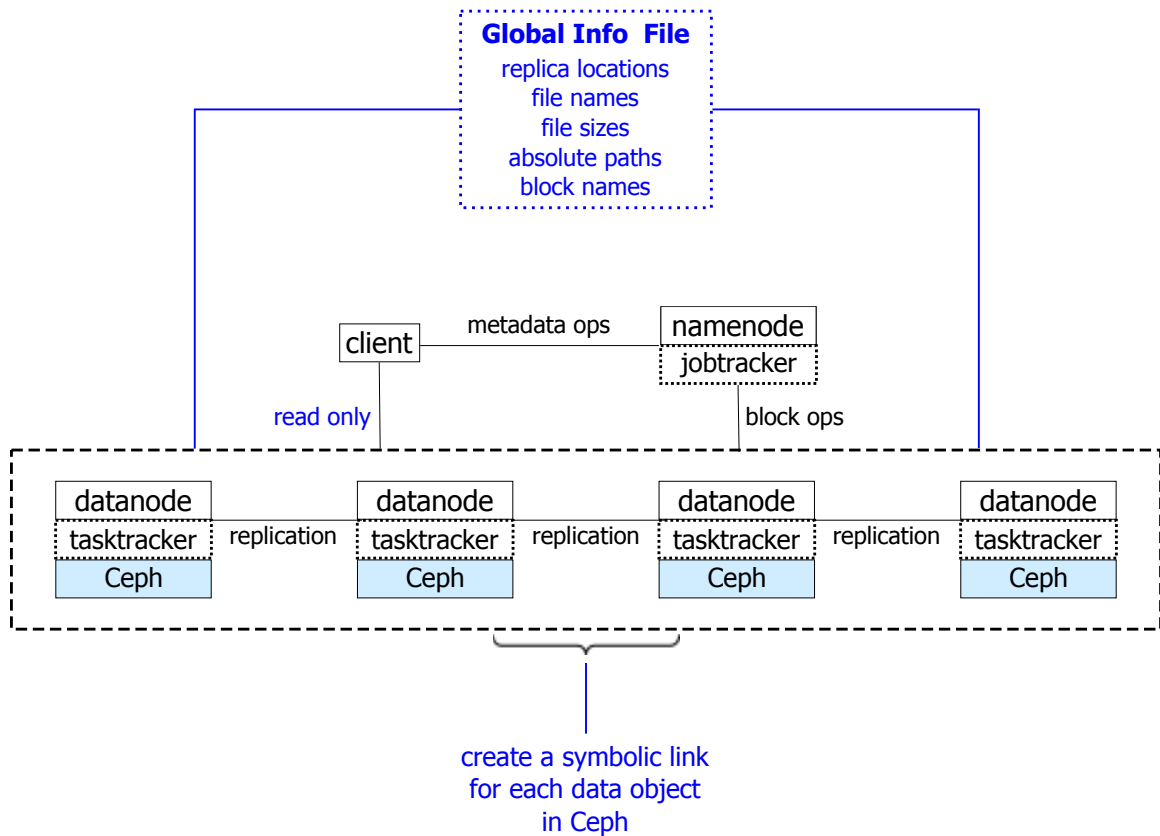 Global Info File
replica locations
file names
file sizes
absolute paths
block names
metadata ops
client
namenode
jobtracker
read only
block ops
datanode
tasktracker
Ceph
replication
datanode
tasktracker
Ceph
replication
datanode
tasktracker
Ceph
replication
datanode
tasktracker
Ceph
create a symbolic link
for each data object
in Ceph